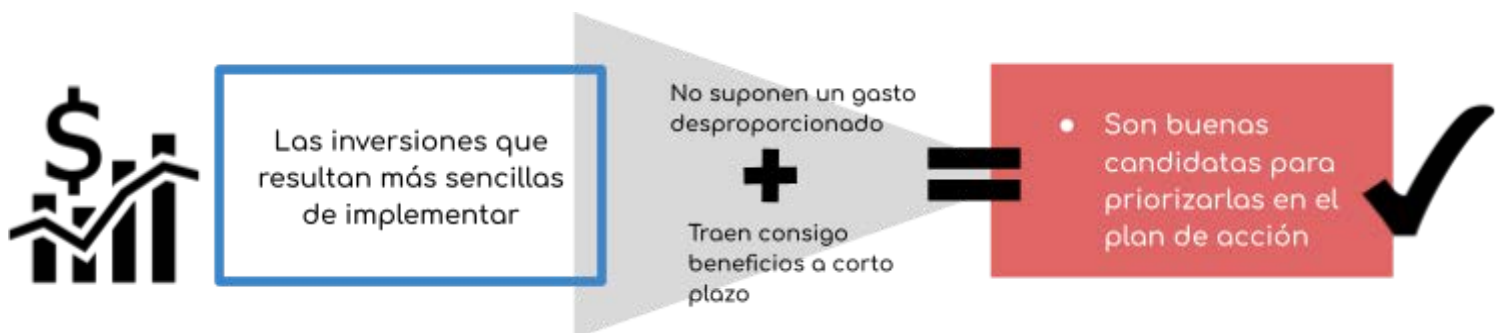 Las inversiones que
resultan más sencillas
de implementar
No suponen un gasto
desproporcionado
+
Traen consigo
beneficios a corto
plazo
=
● Son buenas
candidatas para
priorizarlas en el
plan de acción
$